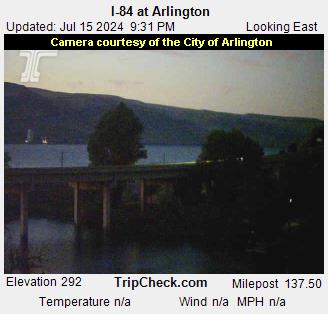 I-84 at Arlington
Updated: Jul 15 2024 9:31 PM Looking East
Camera courtesy of the City of Arlington
Elevation 292 TripCheck.com Milepost 137.50
Temperature n/a Wind n/a MPH n/a